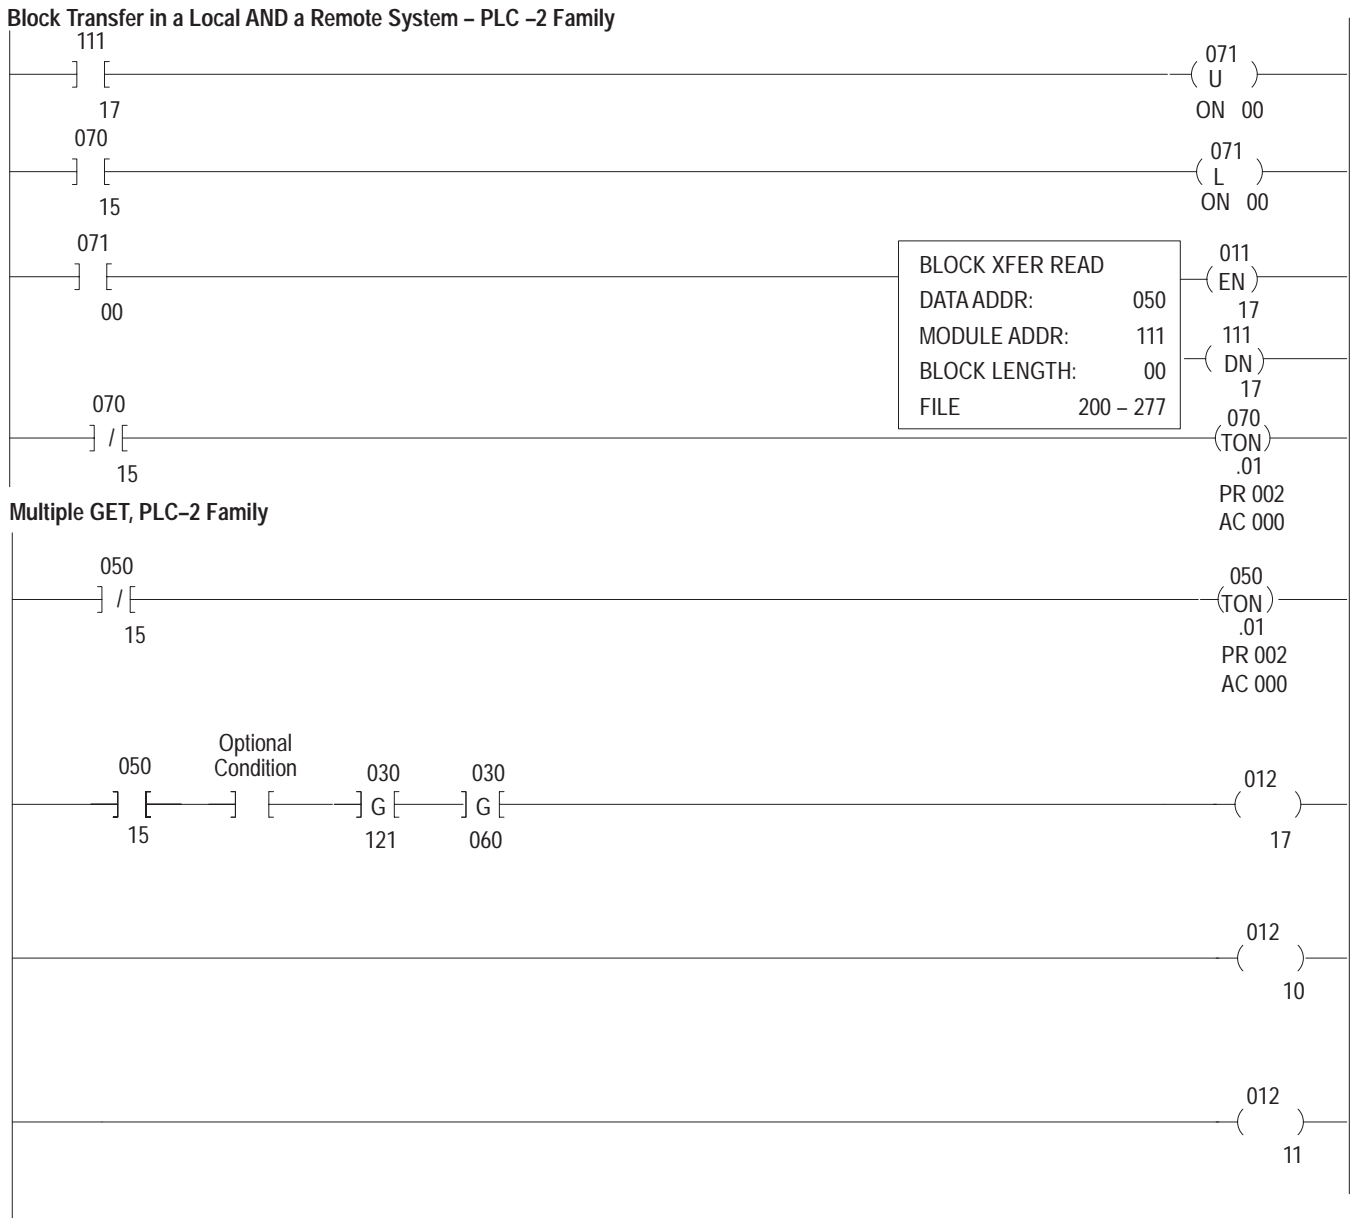 Block Transfer in a Local AND a Remote System – PLC –2 Family
111
17
071
U
ON 00
070
15
071
L
ON 00
071
00
BLOCK XFER READ
DATA ADDR: 050
MODULE ADDR: 111
BLOCK LENGTH: 00
FILE 200 – 277
011
EN
17
111
DN
17
070
/
15
070
TON
.01
PR 002
AC 000
Multiple GET, PLC–2 Family
050
/
15
050
TON
.01
PR 002
AC 000
050
15
Optional
Condition
030
G
121
030
G
060
012
17
012
10
012
11